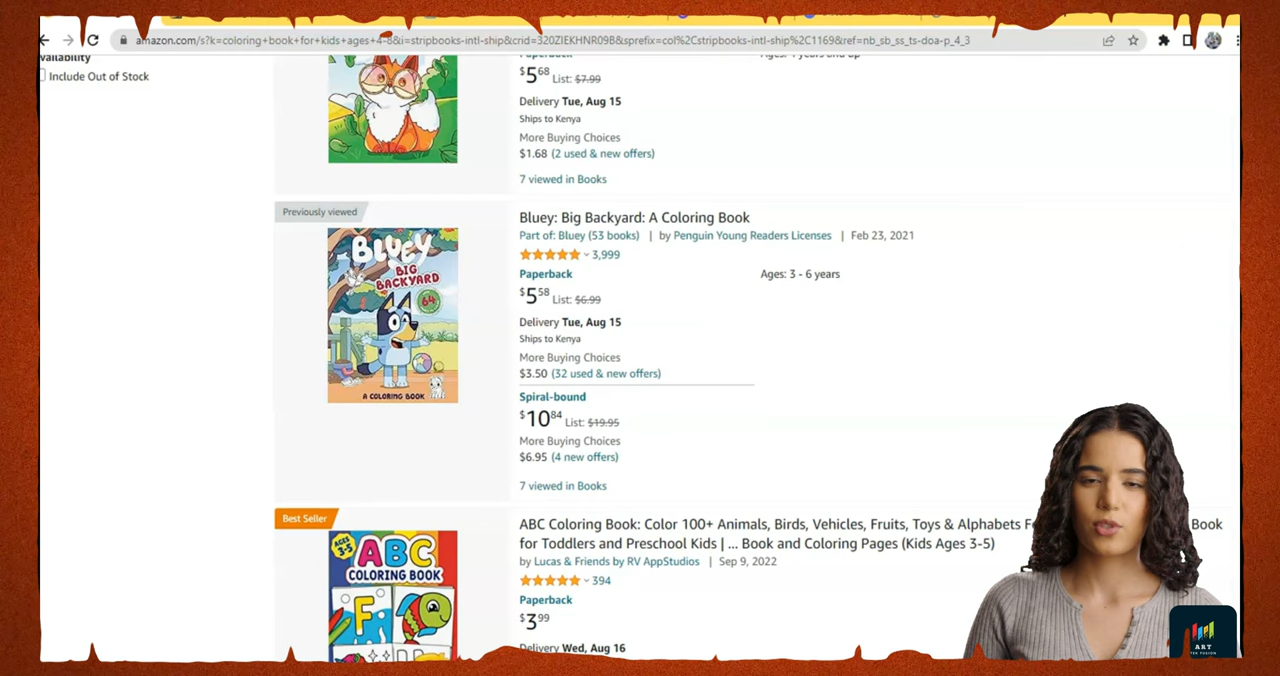 amazon.com/s?k=coloring+book+for+kids+ages+4-8&i=stripbooks-intl-ship&crid=320ZIEKHNR09B&sprefix=col%2Cstripbooks-intl-ship%2C1169&ref=nb_sb_ss_ts-doa-p_4_3
Include Out of Stock
$5 68 List: $7.99
Delivery Tue, Aug 15
Ships to Kenya
More Buying Choices
$1.68 (2 used & new offers)
7 viewed in Books
Previously viewed
BLUEY
BIG
BACKYARD
64
A COLORING BOOK
Bluey: Big Backyard: A Coloring Book
Part of: Bluey (53 books) | by Penguin Young Readers Licenses | Feb 23, 2021
3,999
Paperback
Ages: 3 - 6 years
$5 58 List: $6.99
Delivery Tue, Aug 15
Ships to Kenya
More Buying Choices
$3.50 (32 used & new offers)
Spiral-bound
$10 84 List: $19.95
More Buying Choices
$6.95 (4 new offers)
7 viewed in Books
Best Seller
AGES
3-5
ABC
COLORING BOOK
F
ABC Coloring Book: Color 100+ Animals, Birds, Vehicles, Fruits, Toys & Alphabets Book
for Toddlers and Preschool Kids | ... Book and Coloring Pages (Kids Ages 3-5)
by Lucas & Friends by RV AppStudios | Sep 9, 2022
394
Paperback
$3 99
Delivery Wed, Aug 16
ART